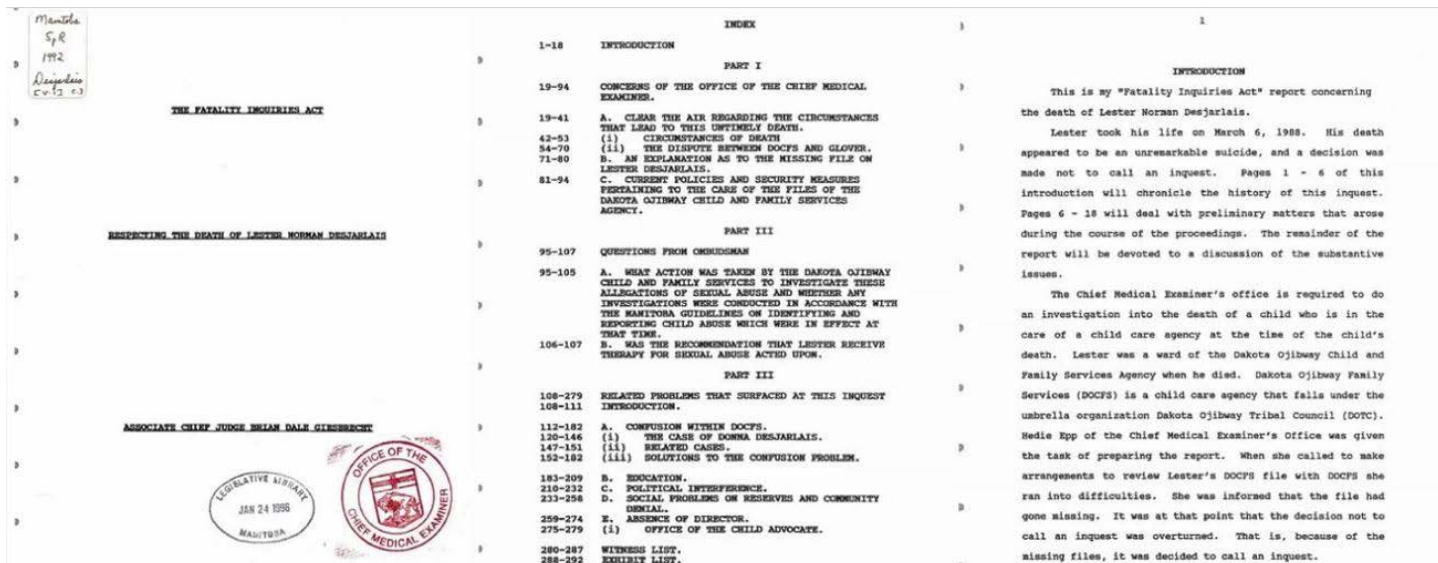 Manitoba
SpR
1992
Desjarlais
THE FATALITY INQUIRIES ACT
RESPECTING THE DEATH OF LESTER NORMAN DESJARLAIS
ASSOCIATE CHIEF JUDGE BRIAN DALE GIESBRECHT
LEGISLATIVE LIBRARY
JAN 24 1996
MANITOBA
OFFICE OF THE
CHIEF MEDICAL EXAMINER
INDEX
1-18 INTRODUCTION
PART I
19-94 CONCERNS OF THE OFFICE OF THE CHIEF MEDICAL
EXAMINER.
19-41 A. CLEAR THE AIR REGARDING THE CIRCUMSTANCES
THAT LEAD TO THIS UNTIMELY DEATH.
42-53 (i) CIRCUMSTANCES OF DEATH
54-70 (ii) THE DISPUTE BETWEEN DOCFS AND GLOVER.
71-80 B. AN EXPLANATION AS TO THE MISSING FILE ON
LESTER DESJARLAIS.
81-94 C. CURRENT POLICIES AND SECURITY MEASURES
PERTAINING TO THE CARE OF THE FILES OF THE
DAKOTA OJIBWAY CHILD AND FAMILY SERVICES
AGENCY.
PART III
95-107 QUESTIONS FROM OMBUDSMAN
95-105 A. WHAT ACTION WAS TAKEN BY THE DAKOTA OJIBWAY
CHILD AND FAMILY SERVICES TO INVESTIGATE THESE
ALLEGATIONS OF SEXUAL ABUSE AND WHETHER ANY
INVESTIGATIONS WERE CONDUCTED IN ACCORDANCE WITH
THE MANITOBA GUIDELINES ON IDENTIFYING AND
REPORTING CHILD ABUSE WHICH WERE IN EFFECT AT
THAT TIME.
106-107 B. WAS THE RECOMMENDATION THAT LESTER RECEIVE
THERAPY FOR SEXUAL ABUSE ACTED UPON.
PART III
108-279 RELATED PROBLEMS THAT SURFACED AT THIS INQUEST
108-111 INTRODUCTION.
112-182 A. CONFUSION WITHIN DOCFS.
120-146 (i) THE CASE OF DONNA DESJARLAIS.
147-151 (ii) RELATED CASES.
152-182 (iii) SOLUTIONS TO THE CONFUSION PROBLEM.
183-209 B. EDUCATION.
210-232 C. POLITICAL INTERFERENCE.
233-258 D. SOCIAL PROBLEMS ON RESERVES AND COMMUNITY
DENIAL.
259-274 E. ABSENCE OF DIRECTOR.
275-279 (i) OFFICE OF THE CHILD ADVOCATE.
280-287 WITNESS LIST.
288-292 EXHIBIT LIST.
1
INTRODUCTION
This is my "Fatality Inquiries Act" report concerning
the death of Lester Norman Desjarlais.
Lester took his life on March 6, 1988. His death
appeared to be an unremarkable suicide, and a decision was
made not to call an inquest. Pages 1 - 6 of this
introduction will chronicle the history of this inquest.
Pages 6 - 18 will deal with preliminary matters that arose
during the course of the proceedings. The remainder of the
report will be devoted to a discussion of the substantive
issues.
The Chief Medical Examiner's office is required to do
an investigation into the death of a child who is in the
care of a child care agency at the time of the child's
death. Lester was a ward of the Dakota Ojibway Child and
Family Services Agency when he died. Dakota Ojibway Family
Services (DOCFS) is a child care agency that falls under the
umbrella organization Dakota Ojibway Tribal Council (DOTC).
Hedie Epp of the Chief Medical Examiner's Office was given
the task of preparing the report. When she called to make
arrangements to review Lester's DOCFS file with DOCFS she
ran into difficulties. She was informed that the file had
gone missing. It was at that point that the decision not to
call an inquest was overturned. That is, because of the
missing files, it was decided to call an inquest.